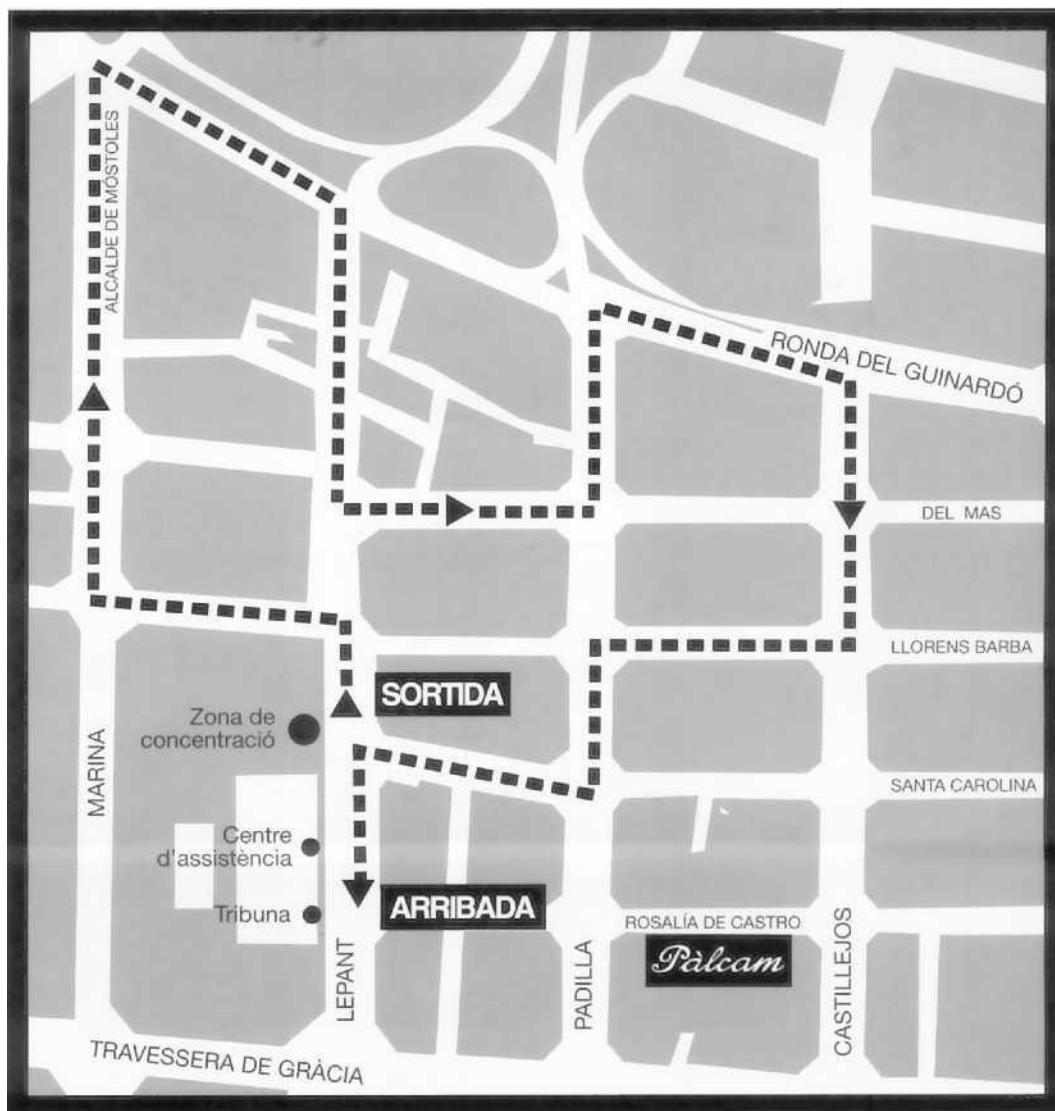 ALCALDE DE MÓSTOLES
RONDA DEL GUINARDÓ
DEL MAS
LLORENS BARBA
SORTIDA
Zona de
concentració
MARINA
SANTA CAROLINA
Centre
d'assistència
Tribuna
ARRIBADA
ROSALÍA DE CASTRO
Pàlcam
LEPANT
PADILLA
CASTILLEJOS
TRAVESSERA DE GRÀCIA